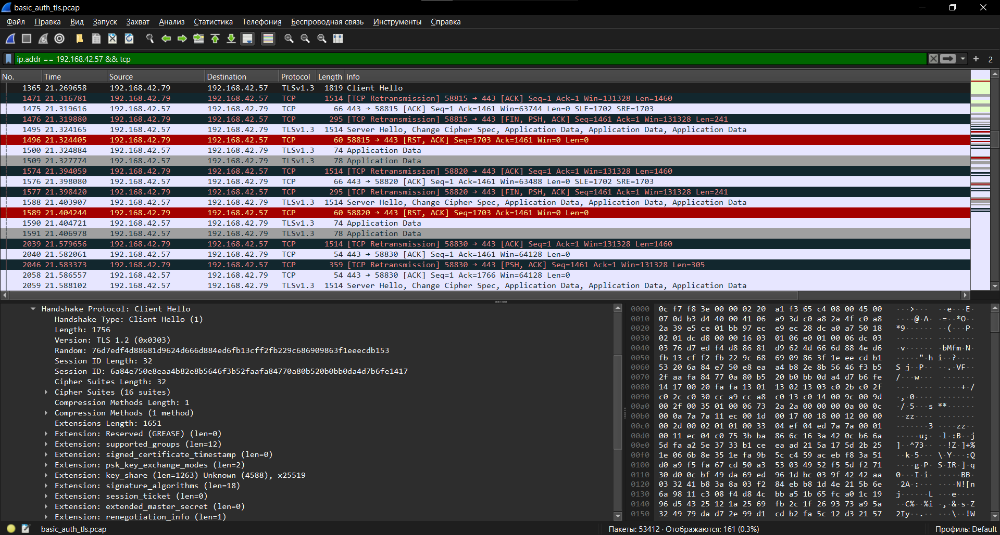 basic_auth_tls.pcap
Файл Правка Вид Запуск Захват Анализ Статистика Телефония Беспроводная связь Инструменты Справка
ip.addr == 192.168.42.57 && tcp
+ 2
No. Time Source Destination Protocol Length Info
1365 21.269658 192.168.42.79 192.168.42.57 TLSv1.3 1819 Client Hello
1471 21.316781 192.168.42.79 192.168.42.57 TCP 1514 [TCP Retransmission] 58815 → 443 [ACK] Seq=1 Ack=1 Win=131328 Len=1460
1475 21.319616 192.168.42.57 192.168.42.79 TCP 66 443 → 58815 [ACK] Seq=1 Ack=1461 Win=63744 Len=0 SLE=1702 SRE=1703
1476 21.319880 192.168.42.79 192.168.42.57 TCP 295 58815 → 443 [FIN, PSH, ACK] Seq=1461 Ack=1 Win=131328 Len=241
1495 21.324165 192.168.42.57 192.168.42.79 TLSv1.3 1514 Server Hello, Change Cipher Spec, Application Data, Application Data, Application Data
1496 21.324405 192.168.42.79 192.168.42.57 TCP 60 58815 → 443 [RST, ACK] Seq=1703 Ack=1461 Win=0 Len=0
1500 21.324884 192.168.42.57 192.168.42.79 TLSv1.3 74 Application Data
1509 21.327774 192.168.42.57 192.168.42.79 TLSv1.3 78 Application Data
1574 21.394059 192.168.42.79 192.168.42.57 TCP 1514 [TCP Retransmission] 58820 → 443 [ACK] Seq=1 Ack=1 Win=131328 Len=1460
1576 21.398080 192.168.42.57 192.168.42.79 TCP 66 443 → 58820 [ACK] Seq=1 Ack=1461 Win=63488 Len=0 SLE=1702 SRE=1703
1577 21.398420 192.168.42.79 192.168.42.57 TCP 295 58820 → 443 [FIN, PSH, ACK] Seq=1461 Ack=1 Win=131328 Len=241
1588 21.403907 192.168.42.57 192.168.42.79 TLSv1.3 1514 Server Hello, Change Cipher Spec, Application Data, Application Data, Application Data
1589 21.404244 192.168.42.79 192.168.42.57 TCP 60 58820 → 443 [RST, ACK] Seq=1703 Ack=1461 Win=0 Len=0
1590 21.404721 192.168.42.57 192.168.42.79 TLSv1.3 74 Application Data
1591 21.406978 192.168.42.57 192.168.42.79 TLSv1.3 78 Application Data
2039 21.579656 192.168.42.79 192.168.42.57 TCP 1514 [TCP Retransmission] 58830 → 443 [ACK] Seq=1 Ack=1 Win=131328 Len=1460
2040 21.582061 192.168.42.57 192.168.42.79 TCP 54 443 → 58830 [ACK] Seq=1 Ack=1461 Win=64128 Len=0
2046 21.583373 192.168.42.79 192.168.42.57 TCP 359 [TCP Retransmission] 58830 → 443 [PSH, ACK] Seq=1461 Ack=1 Win=131328 Len=305
2058 21.586557 192.168.42.57 192.168.42.79 TCP 54 443 → 58830 [ACK] Seq=1 Ack=1766 Win=64128 Len=0
2059 21.588102 192.168.42.57 192.168.42.79 TLSv1.3 1514 Server Hello, Change Cipher Spec, Application Data, Application Data, Application Data
Handshake Protocol: Client Hello
Handshake Type: Client Hello (1)
Length: 1756
Version: TLS 1.2 (0x0303)
Random: 76d7edf4d88681d9624d666d884ed6fb13cff2fb229c686909863f1eeecdb153
Session ID Length: 32
Session ID: 6a84e750e8eaa4b82e8b5646f3b52faafa84770a80b520b0bb0da4d7b6fe1417
Cipher Suites Length: 32
Cipher Suites (16 suites)
Compression Methods Length: 1
Compression Methods (1 method)
Extensions Length: 1651
Extension: Reserved (GREASE) (len=0)
Extension: supported_groups (len=12)
Extension: signed_certificate_timestamp (len=0)
Extension: psk_key_exchange_modes (len=2)
Extension: key_share (len=1263) Unknown (4588), x25519
Extension: signature_algorithms (len=18)
Extension: session_ticket (len=0)
Extension: extended_master_secret (len=0)
Extension: renegotiation_info (len=1)
0000 0c f7 f8 3e 00 00 02 20 a1 f3 65 c4 08 00 45 00 ···>··· ··e···E·
0010 07 0d b3 d4 40 00 41 06 a9 3d c0 a8 2a 4f c0 a8 ····@·A· ·=··*O··
0020 2a 39 e5 ce 01 bb 97 ec e9 ec 28 dc a0 a7 50 18 *9······ ··(···P·
0030 02 01 dc d8 00 00 16 03 01 06 e0 01 00 06 dc 03 ········ ········
0040 03 76 d7 ed f4 d8 86 81 d9 62 4d 66 6d 88 4e d6 ·v······ ·bMfm·N·
0050 fb 13 cf f2 fb 22 9c 68 69 09 86 3f 1e ee cd b1 ·····"·h i··?····
0060 53 20 6a 84 e7 50 e8 ea a4 b8 2e 8b 56 46 f3 b5 S j··P·· ··.·VF··
0070 2f aa fa 84 77 0a 80 b5 20 b0 bb 0d a4 d7 b6 fe /···w···  ·······
0080 14 17 00 20 fa fa 13 01 13 02 13 03 c0 2b c0 2f ··· ···· ·····+·/
0090 c0 2c c0 30 cc a9 cc a8 c0 13 c0 14 00 9c 00 9d ·,·0···· ········
00a0 00 2f 00 35 01 00 06 73 2a 2a 00 00 00 0a 00 0c ·/·5···s **······
00b0 00 0a 7a 7a 11 ec 00 1d 00 17 00 18 00 12 00 00 ··zz···· ········
00c0 00 2d 00 02 01 01 00 33 04 ef 04 ed 7a 7a 00 01 ·-·····3 ····zz··
00d0 00 11 ec 04 c0 75 3b ba 86 6c 16 3a 42 0c b6 6a ·····u;· ·l·:B··j
00e0 5d fa a2 5e 37 33 b1 ce ea ad 21 5a 17 5d 2b 25 ]··^73·· ··!Z·]+%
00f0 1e 06 6b 8e 35 1e fa 9b 5c c4 59 ac eb f8 3a 51 ··k·5··· \·Y···:Q
0100 d0 a9 f5 fa 67 cd 50 a3 53 03 49 52 f5 5d f2 71 ····g·P· S·IR·]·q
0110 30 d0 0c bf 49 da 69 ed 96 1d bc 03 9f 42 42 aa 0···I·i· ·····BB·
0120 03 32 41 b8 3a 8a 03 f2 84 eb b8 1d 4e 21 5b 6e ·2A·:··· ····N![n
0130 6a 98 11 c3 08 f4 d8 4c bb a5 1b 65 fc a0 1c 19 j······L ···e····
0140 96 d5 43 25 12 1a 25 69 fb 2c 1f 26 93 73 a9 5a ··C%··%i ·,·&·s·Z
0150 32 49 79 da d7 2e 99 d1 cd b2 fa 5c 12 d3 21 57 2Iy··.·· ···\··!W
basic_auth_tls.pcap
Пакеты: 53412 · Отображаются: 161 (0.3%)
Профиль: Default